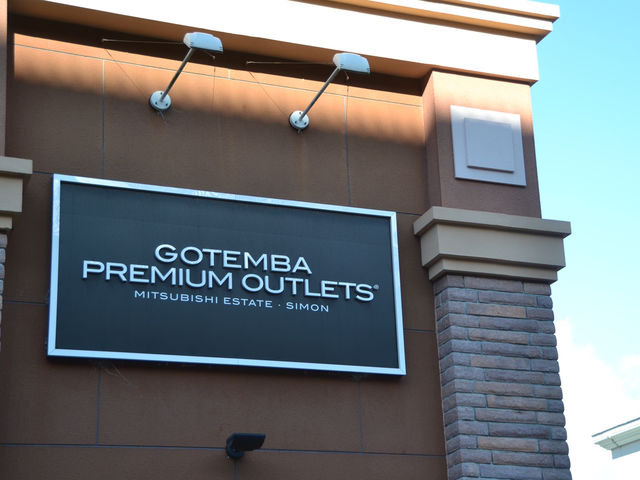 GOTEMBA
PREMIUM OUTLETS®
MITSUBISHI ESTATE · SIMON